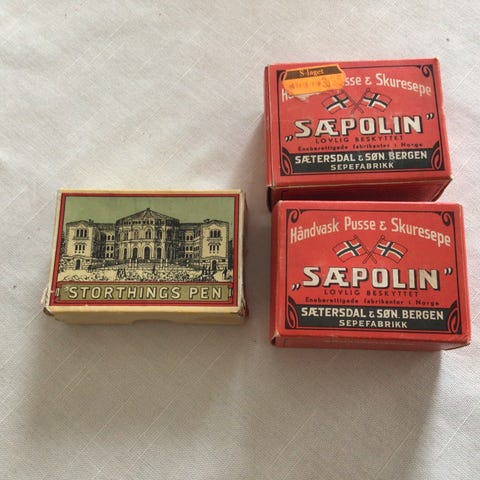 STORTHINGS PEN
S-laget
Pusse & Skuresepe
„SÆPOLIN"
LOVLIG BESKYTTET
Eneberettigede fabrikanter i Norge
SÆTERSDAL & SØN. BERGEN
SEPEFABRIKK
Håndvask Pusse & Skuresepe
„SÆPOLIN"
LOVLIG BESKYTTET
Eneberettigede fabrikanter i Norge
SÆTERSDAL & SØN. BERGEN
SEPEFABRIKK